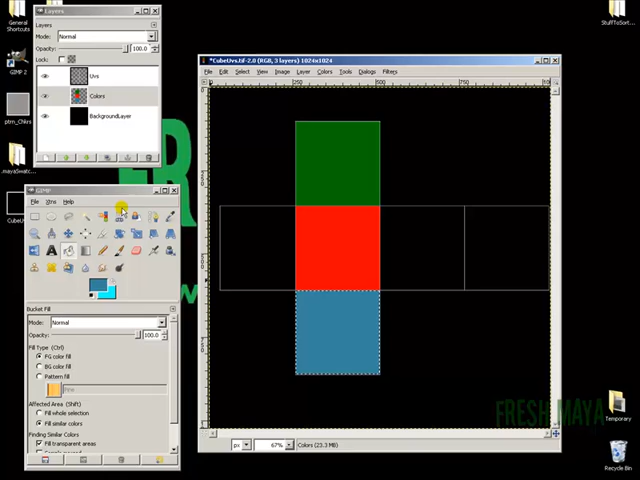 General
Shortcuts
GIMP 2
ptrn_Chkrs
Layers
Layers
Mode: Normal
Opacity: 100.0
Lock:
Uvs
Colors
BackgroundLayer
GIMP
File Xtns Help
Bucket Fill
Mode: Normal
Opacity: 100.0
Fill Type (Ctrl)
FG color fill
BG color fill
Pattern fill
Pine
Affected Area (Shift)
Fill whole selection
Fill similar colors
Finding Similar Colors
Fill transparent areas
*CubeUvs.tif-2.0 (RGB, 3 layers) 1024x1024
File Edit Select View Image Layer Colors Tools Dialogs Filters
250 500 750
px 67% Colors (23.3 MB)
FRESH MAYA
StuffToSort
Temporary
Recycle Bin